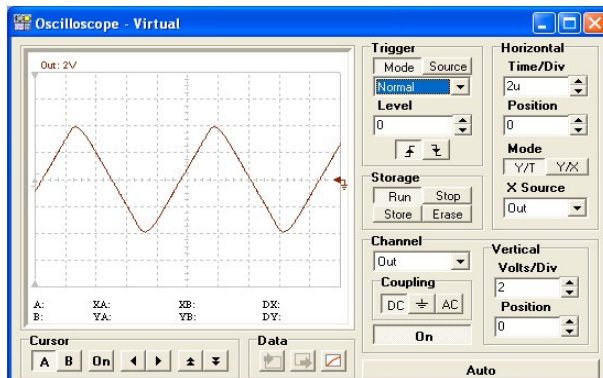 Oscilloscope - Virtual
Out: 2V
A: XA: XB: DX:
B: YA: YB: DY:
Cursor
A B On
Data
Trigger
Mode Source
Normal
Level
0
Storage
Run Stop
Store Erase
Horizontal
Time/Div
2u
Position
0
Mode
Y/T Y/X
X Source
Out
Channel
Out
Coupling
DC AC
On
Vertical
Volts/Div
2
Position
0
Auto